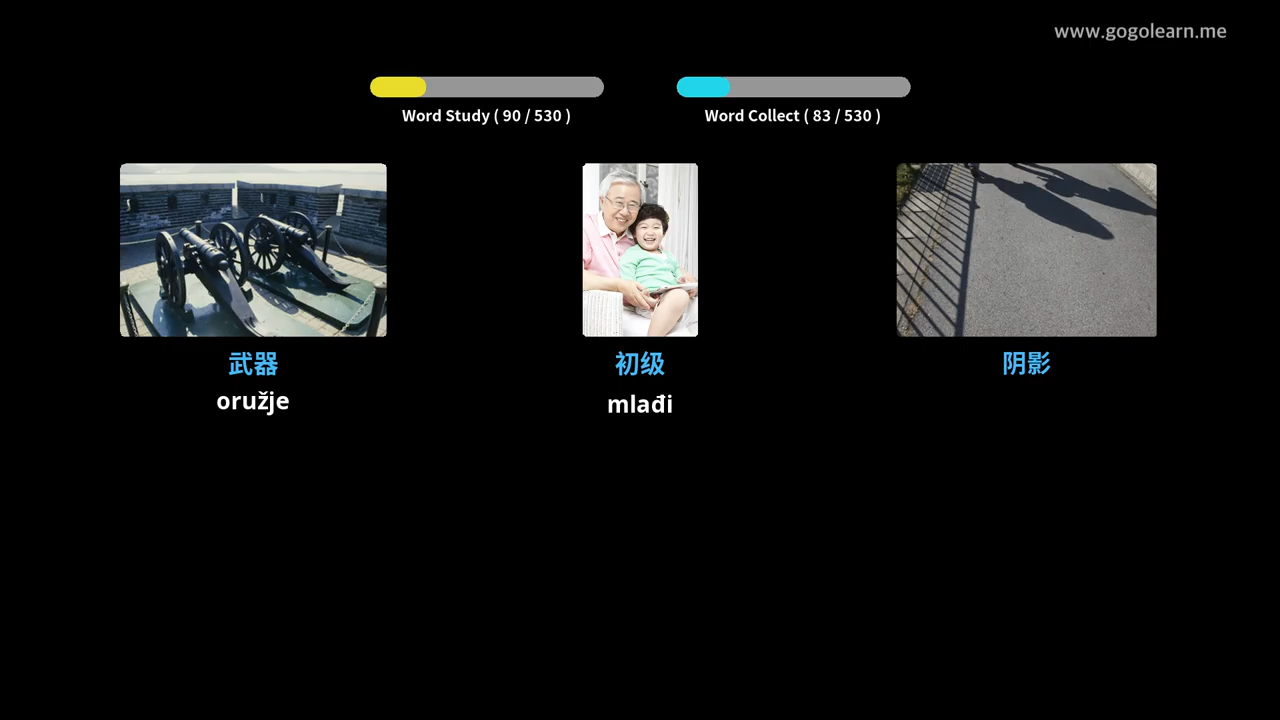 www.gogolearn.me
Word Study ( 90 / 530 )
Word Collect ( 83 / 530 )
武器
初级
阴影
oružje
mlađi